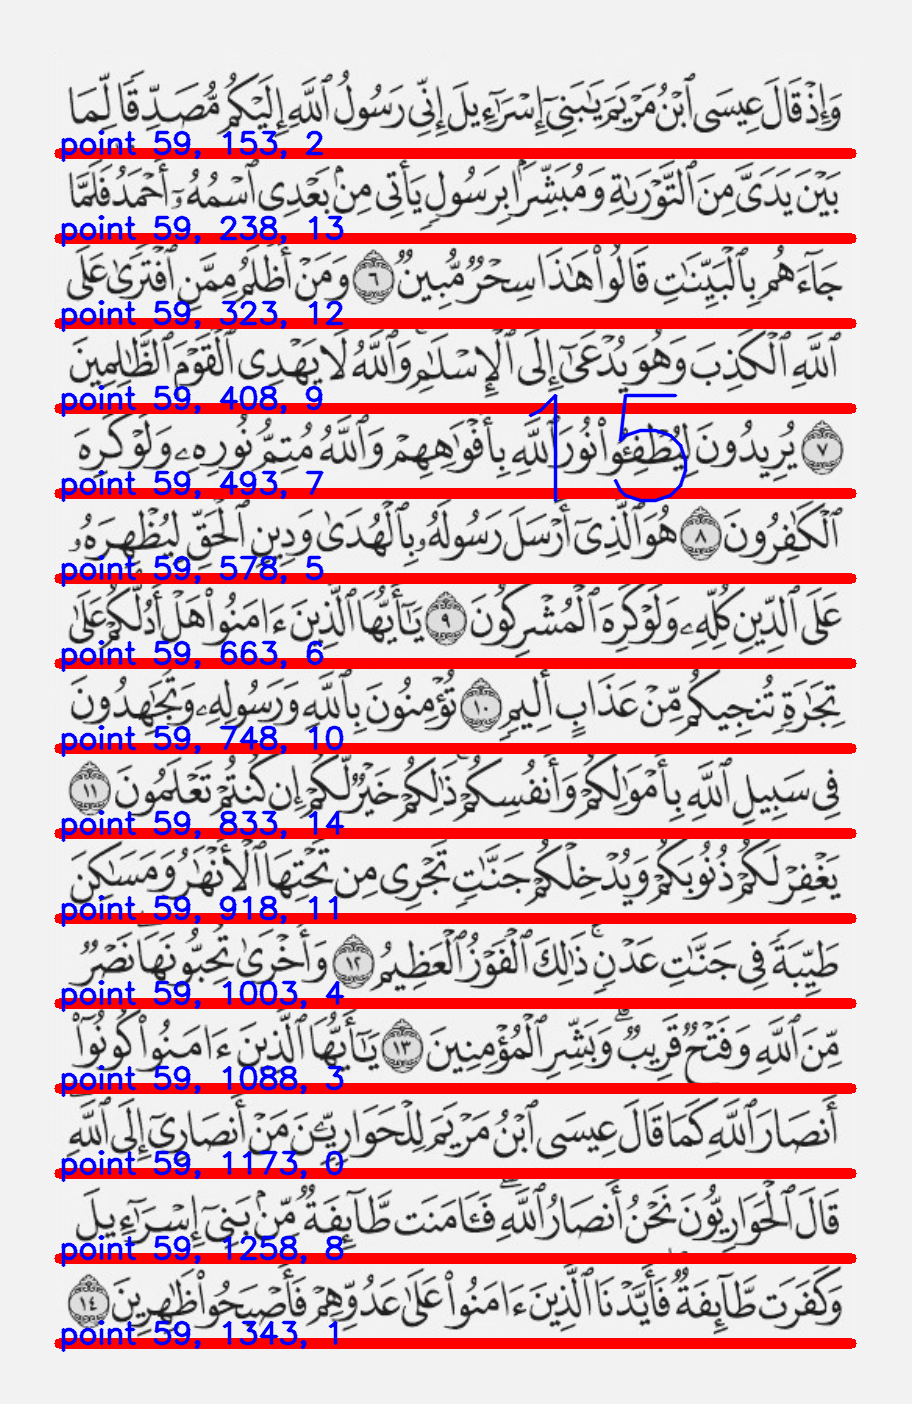 وَإِذْ قَالَ عِيسَى ٱبْنُ مَرْيَمَ يَٰبَنِىٓ إِسْرَٰٓءِيلَ إِنِّى رَسُولُ ٱللَّهِ إِلَيْكُم مُّصَدِّقًا لِّمَا
point 59, 153, 2
بَيْنَ يَدَىَّ مِنَ ٱلتَّوْرَىٰةِ وَمُبَشِّرًۢا بِرَسُولٍ يَأْتِى مِنۢ بَعْدِى ٱسْمُهُۥٓ أَحْمَدُ فَلَمَّا
point 59, 238, 13
جَآءَهُم بِٱلْبَيِّنَٰتِ قَالُوا۟ هَٰذَا سِحْرٌ مُّبِينٌ ٦ وَمَنْ أَظْلَمُ مِمَّنِ ٱفْتَرَىٰ عَلَى
point 59, 323, 12
ٱللَّهِ ٱلْكَذِبَ وَهُوَ يُدْعَىٰٓ إِلَى ٱلْإِسْلَٰمِ وَٱللَّهُ لَا يَهْدِى ٱلْقَوْمَ ٱلظَّٰلِمِينَ
point 59, 408, 9
15
٧ يُرِيدُونَ لِيُطْفِـُٔوا۟ نُورَ ٱللَّهِ بِأَفْوَٰهِهِمْ وَٱللَّهُ مُتِمُّ نُورِهِۦ وَلَوْ كَرِهَ
point 59, 493, 7
ٱلْكَٰفِرُونَ ٨ هُوَ ٱلَّذِىٓ أَرْسَلَ رَسُولَهُۥ بِٱلْهُدَىٰ وَدِينِ ٱلْحَقِّ لِيُظْهِرَهُۥ
point 59, 578, 5
عَلَى ٱلدِّينِ كُلِّهِۦ وَلَوْ كَرِهَ ٱلْمُشْرِكُونَ ٩ يَٰٓأَيُّهَا ٱلَّذِينَ ءَامَنُوا۟ هَلْ أَدُلُّكُمْ عَلَىٰ
point 59, 663, 6
تِجَٰرَةٍ تُنجِيكُم مِّنْ عَذَابٍ أَلِيمٍ ١٠ تُؤْمِنُونَ بِٱللَّهِ وَرَسُولِهِۦ وَتُجَٰهِدُونَ
point 59, 748, 10
فِى سَبِيلِ ٱللَّهِ بِأَمْوَٰلِكُمْ وَأَنفُسِكُمْ ۚ ذَٰلِكُمْ خَيْرٌ لَّكُمْ إِن كُنتُمْ تَعْلَمُونَ ١١
point 59, 833, 14
يَغْفِرْ لَكُمْ ذُنُوبَكُمْ وَيُدْخِلْكُمْ جَنَّٰتٍ تَجْرِى مِن تَحْتِهَا ٱلْأَنْهَٰرُ وَمَسَٰكِنَ
point 59, 918, 11
طَيِّبَةً فِى جَنَّٰتِ عَدْنٍ ۚ ذَٰلِكَ ٱلْفَوْزُ ٱلْعَظِيمُ ١٢ وَأُخْرَىٰ تُحِبُّونَهَا ۖ نَصْرٌ
point 59, 1003, 4
مِّنَ ٱللَّهِ وَفَتْحٌ قَرِيبٌ ۗ وَبَشِّرِ ٱلْمُؤْمِنِينَ ١٣ يَٰٓأَيُّهَا ٱلَّذِينَ ءَامَنُوا۟ كُونُوٓا۟
point 59, 1088, 3
أَنصَارَ ٱللَّهِ كَمَا قَالَ عِيسَى ٱبْنُ مَرْيَمَ لِلْحَوَارِيِّـۧنَ مَنْ أَنصَارِىٓ إِلَى ٱللَّهِ ۖ
point 59, 1173, 0
قَالَ ٱلْحَوَارِيُّونَ نَحْنُ أَنصَارُ ٱللَّهِ ۖ فَـَٔامَنَت طَّآئِفَةٌ مِّنۢ بَنِىٓ إِسْرَٰٓءِيلَ
point 59, 1258, 8
وَكَفَرَت طَّآئِفَةٌ ۖ فَأَيَّدْنَا ٱلَّذِينَ ءَامَنُوا۟ عَلَىٰ عَدُوِّهِمْ فَأَصْبَحُوا۟ ظَٰهِرِينَ ١٤
point 59, 1343, 1